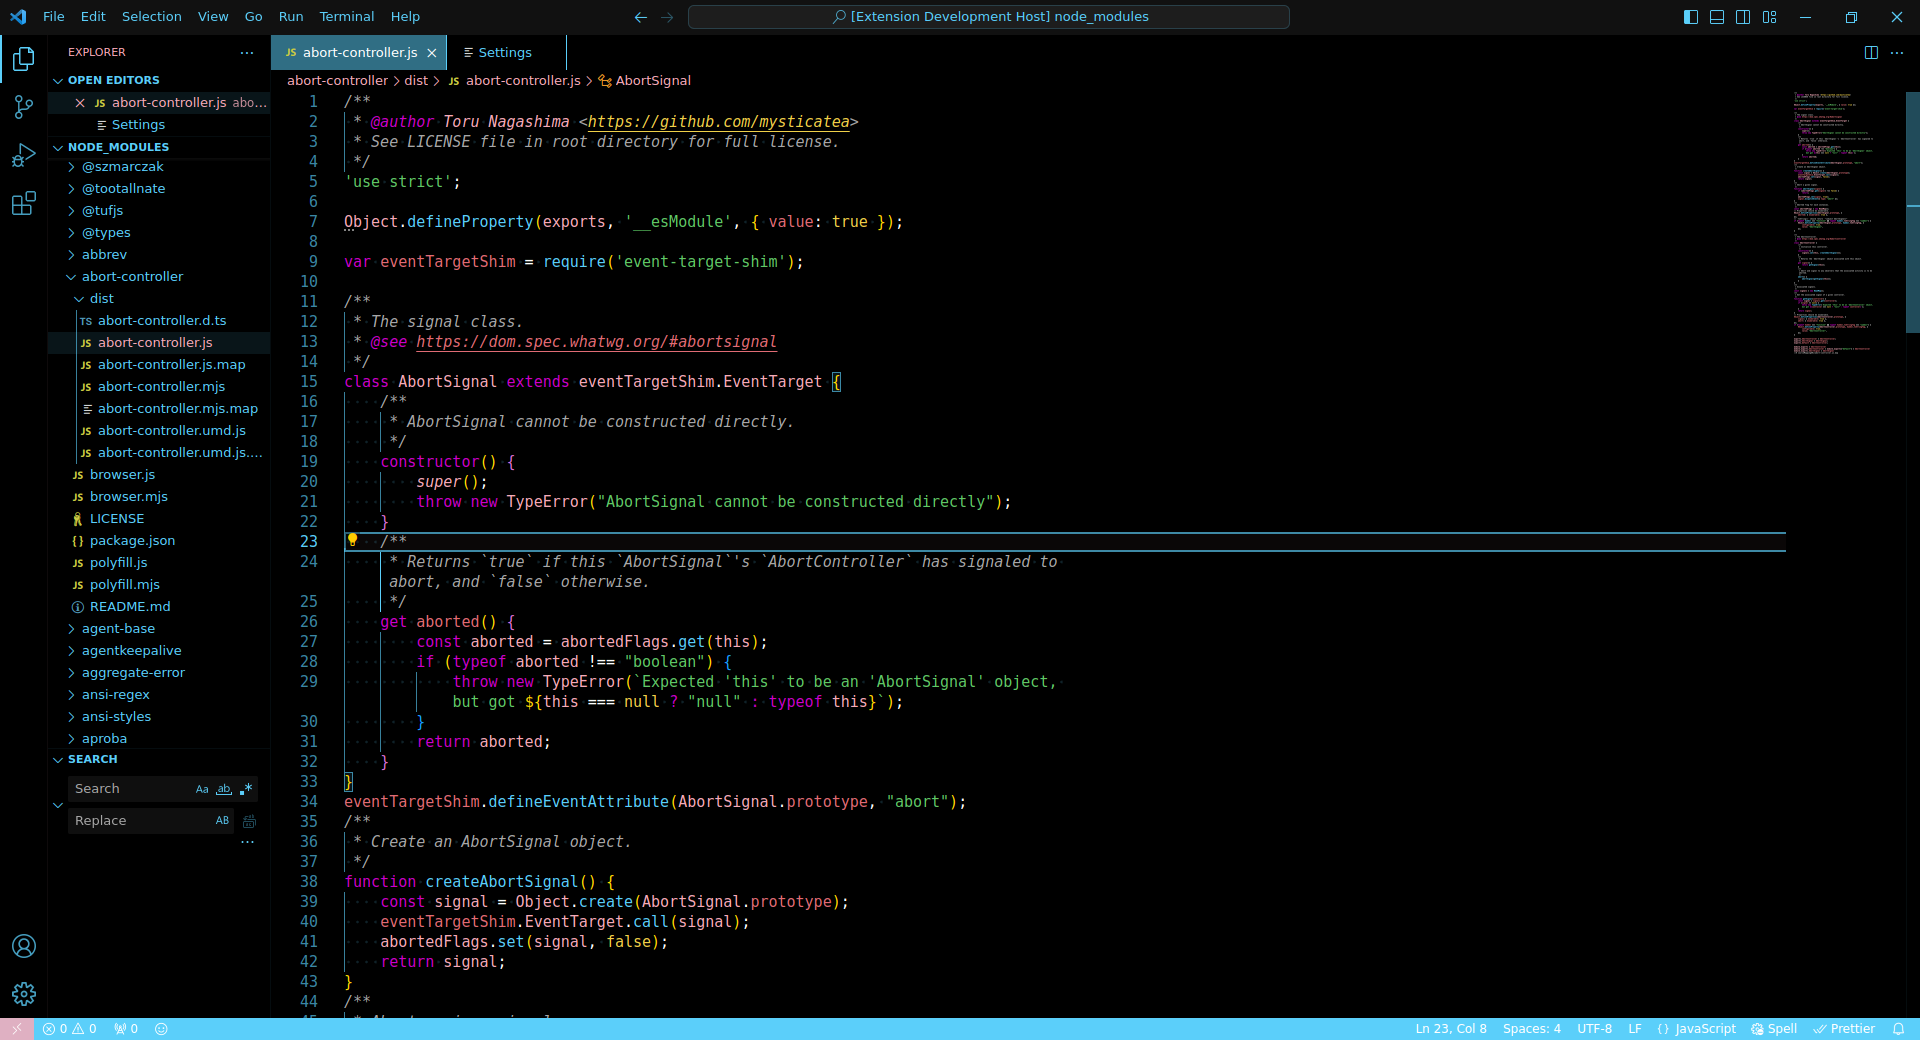 File Edit Selection View Go Run Terminal Help
[Extension Development Host] node_modules
EXPLORER
OPEN EDITORS
JS abort-controller.js abo...
Settings
NODE_MODULES
@szmarczak
@tootallnate
@tufjs
@types
abbrev
abort-controller
dist
TS abort-controller.d.ts
JS abort-controller.js
JS abort-controller.js.map
JS abort-controller.mjs
abort-controller.mjs.map
JS abort-controller.umd.js
JS abort-controller.umd.js....
JS browser.js
JS browser.mjs
LICENSE
{} package.json
JS polyfill.js
JS polyfill.mjs
README.md
agent-base
agentkeepalive
aggregate-error
ansi-regex
ansi-styles
aproba
SEARCH
Search Aa ab .*
Replace AB
JS abort-controller.js Settings
abort-controller > dist > JS abort-controller.js > AbortSignal
1 /**
2 * @author Toru Nagashima <https://github.com/mysticatea>
3 * See LICENSE file in root directory for full license.
4 */
5 'use strict';
6
7 Object.defineProperty(exports, '__esModule', { value: true });
8
9 var eventTargetShim = require('event-target-shim');
10
11 /**
12 * The signal class.
13 * @see https://dom.spec.whatwg.org/#abortsignal
14 */
15 class AbortSignal extends eventTargetShim.EventTarget {
16 /**
17 * AbortSignal cannot be constructed directly.
18 */
19 constructor() {
20 super();
21 throw new TypeError("AbortSignal cannot be constructed directly");
22 }
23 /**
24 * Returns `true` if this `AbortSignal`'s `AbortController` has signaled to
abort, and `false` otherwise.
25 */
26 get aborted() {
27 const aborted = abortedFlags.get(this);
28 if (typeof aborted !== "boolean") {
29 throw new TypeError(`Expected 'this' to be an 'AbortSignal' object,
but got ${this === null ? "null" : typeof this}`);
30 }
31 return aborted;
32 }
33 }
34 eventTargetShim.defineEventAttribute(AbortSignal.prototype, "abort");
35 /**
36 * Create an AbortSignal object.
37 */
38 function createAbortSignal() {
39 const signal = Object.create(AbortSignal.prototype);
40 eventTargetShim.EventTarget.call(signal);
41 abortedFlags.set(signal, false);
42 return signal;
43 }
44 /**
0 0 0
Ln 23, Col 8 Spaces: 4 UTF-8 LF {} JavaScript Spell Prettier